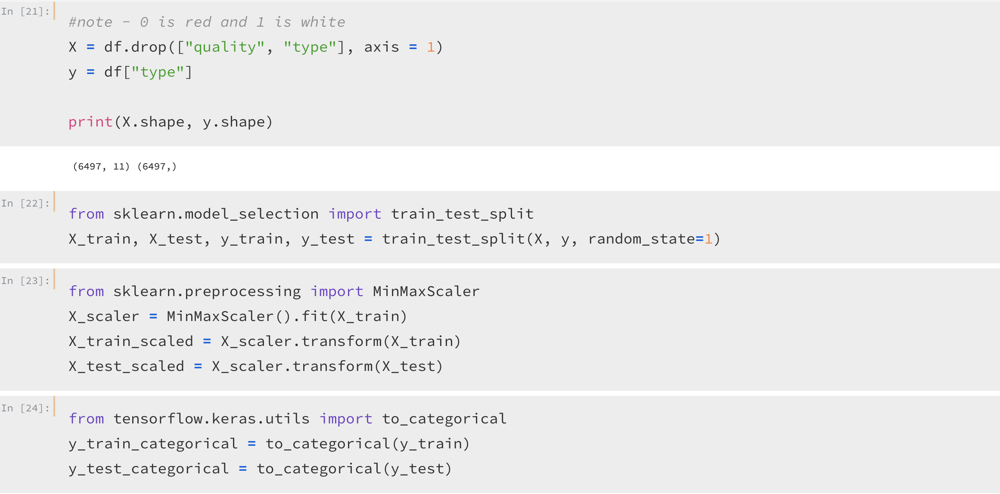 In [21]:
#note - 0 is red and 1 is white
X = df.drop(["quality", "type"], axis = 1)
y = df["type"]
print(X.shape, y.shape)
(6497, 11) (6497,)
In [22]:
from sklearn.model_selection import train_test_split
X_train, X_test, y_train, y_test = train_test_split(X, y, random_state=1)
In [23]:
from sklearn.preprocessing import MinMaxScaler
X_scaler = MinMaxScaler().fit(X_train)
X_train_scaled = X_scaler.transform(X_train)
X_test_scaled = X_scaler.transform(X_test)
In [24]:
from tensorflow.keras.utils import to_categorical
y_train_categorical = to_categorical(y_train)
y_test_categorical = to_categorical(y_test)